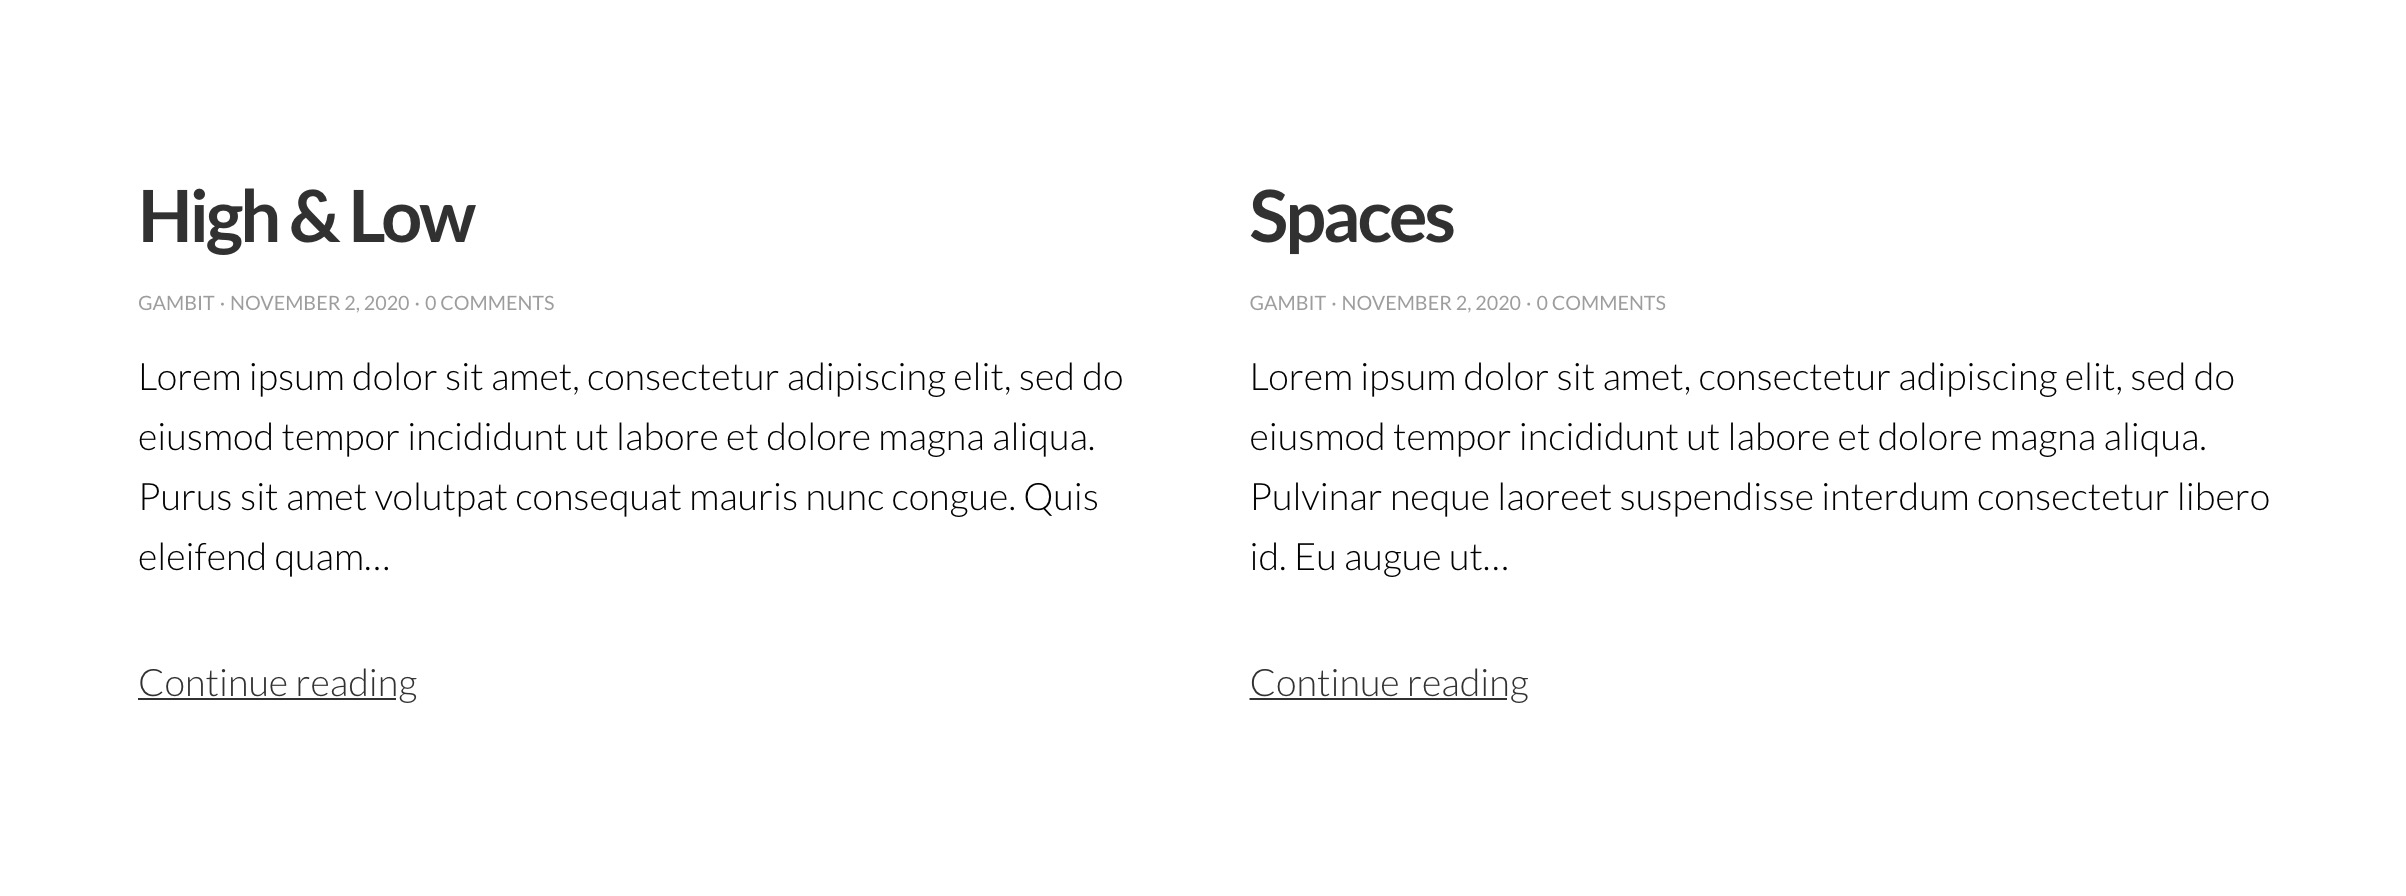 High & Low
GAMBIT · NOVEMBER 2, 2020 · 0 COMMENTS
Lorem ipsum dolor sit amet, consectetur adipiscing elit, sed do
eiusmod tempor incididunt ut labore et dolore magna aliqua.
Purus sit amet volutpat consequat mauris nunc congue. Quis
eleifend quam…
Continue reading
Spaces
GAMBIT · NOVEMBER 2, 2020 · 0 COMMENTS
Lorem ipsum dolor sit amet, consectetur adipiscing elit, sed do
eiusmod tempor incididunt ut labore et dolore magna aliqua.
Pulvinar neque laoreet suspendisse interdum consectetur libero
id. Eu augue ut…
Continue reading